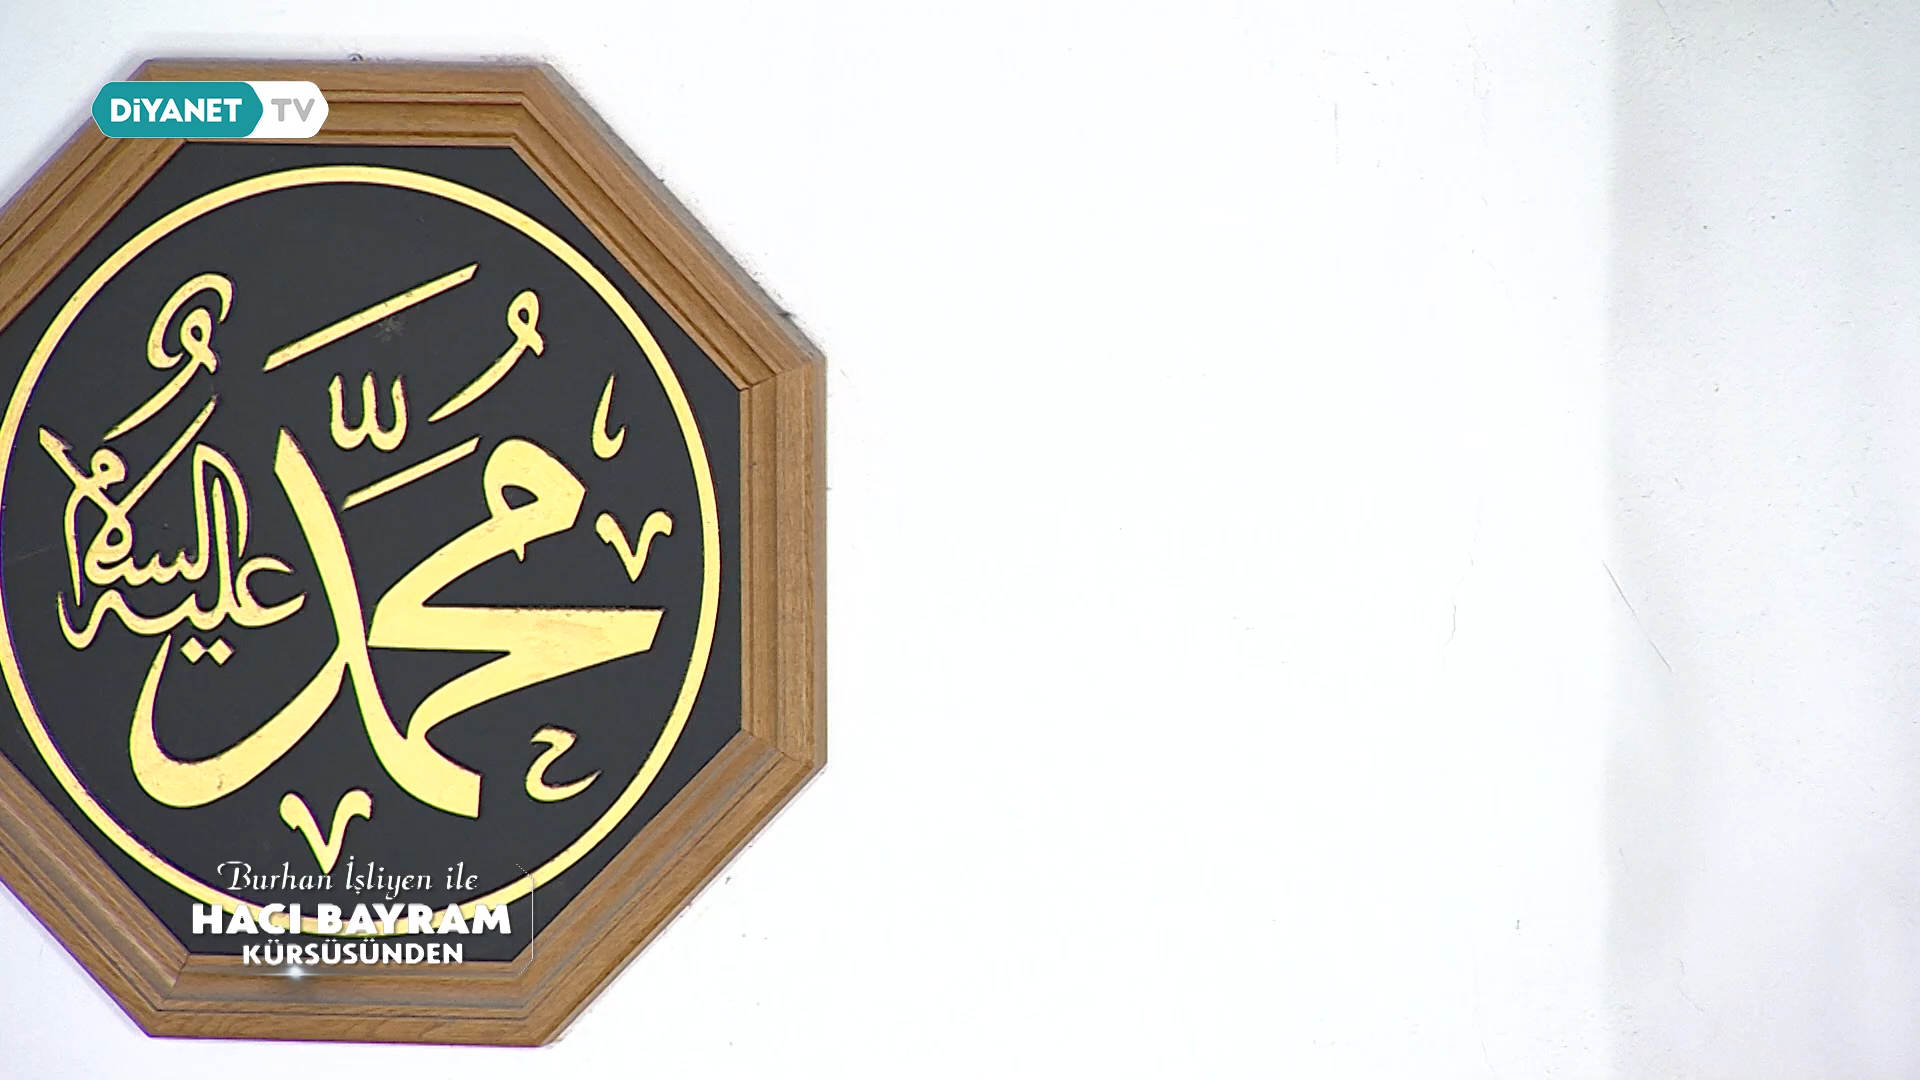 DİYANET TV
محمد
عليه السلام
Burhan İşliyen ile
HACI BAYRAM
KÜRSÜSÜNDEN